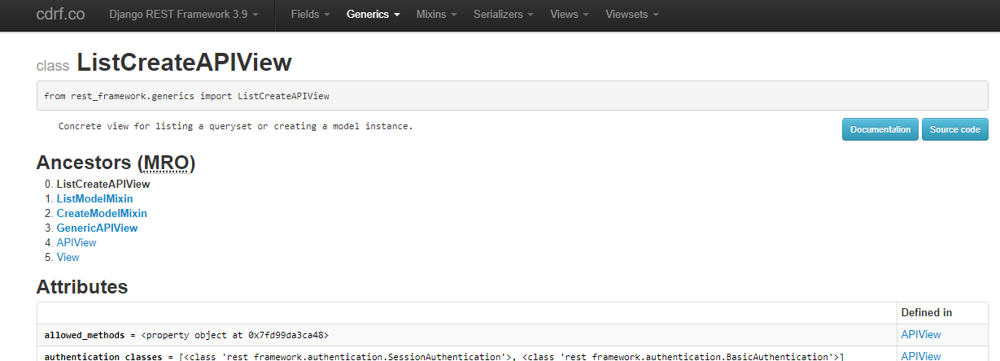 cdrf.co Django REST Framework 3.9 Fields Generics Mixins Serializers Views Viewsets
class ListCreateAPIView
from rest_framework.generics import ListCreateAPIView
Concrete view for listing a queryset or creating a model instance.
Documentation Source code
Ancestors (MRO)
0. ListCreateAPIView
1. ListModelMixin
2. CreateModelMixin
3. GenericAPIView
4. APIView
5. View
Attributes
Defined in
allowed_methods = <property object at 0x7fd99da3ca48> APIView
authentication_classes = [<class 'rest_framework.authentication.SessionAuthentication'>, <class 'rest_framework.authentication.BasicAuthentication'>] APIView